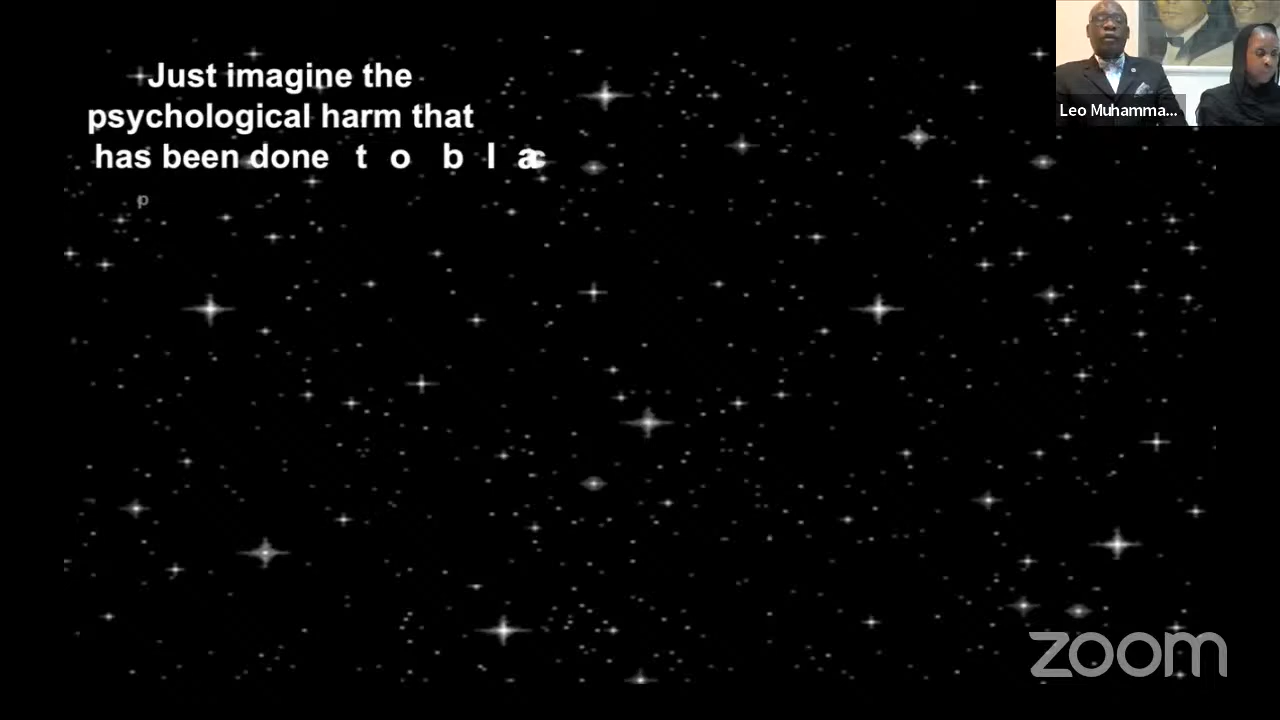 Just imagine the
psychological harm that
has been done t o b l a c
p
Leo Muhamma...
zoom